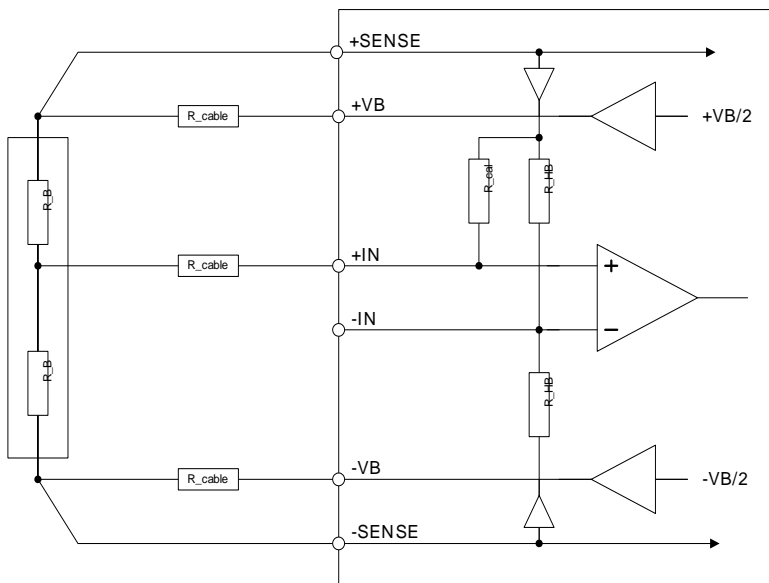 +SENSE
+VB
R_cable
+VB/2
R_cal
R_HB
R_B
+IN
R_cable
+
-IN
−
R_B
R_HB
-VB
R_cable
-VB/2
-SENSE